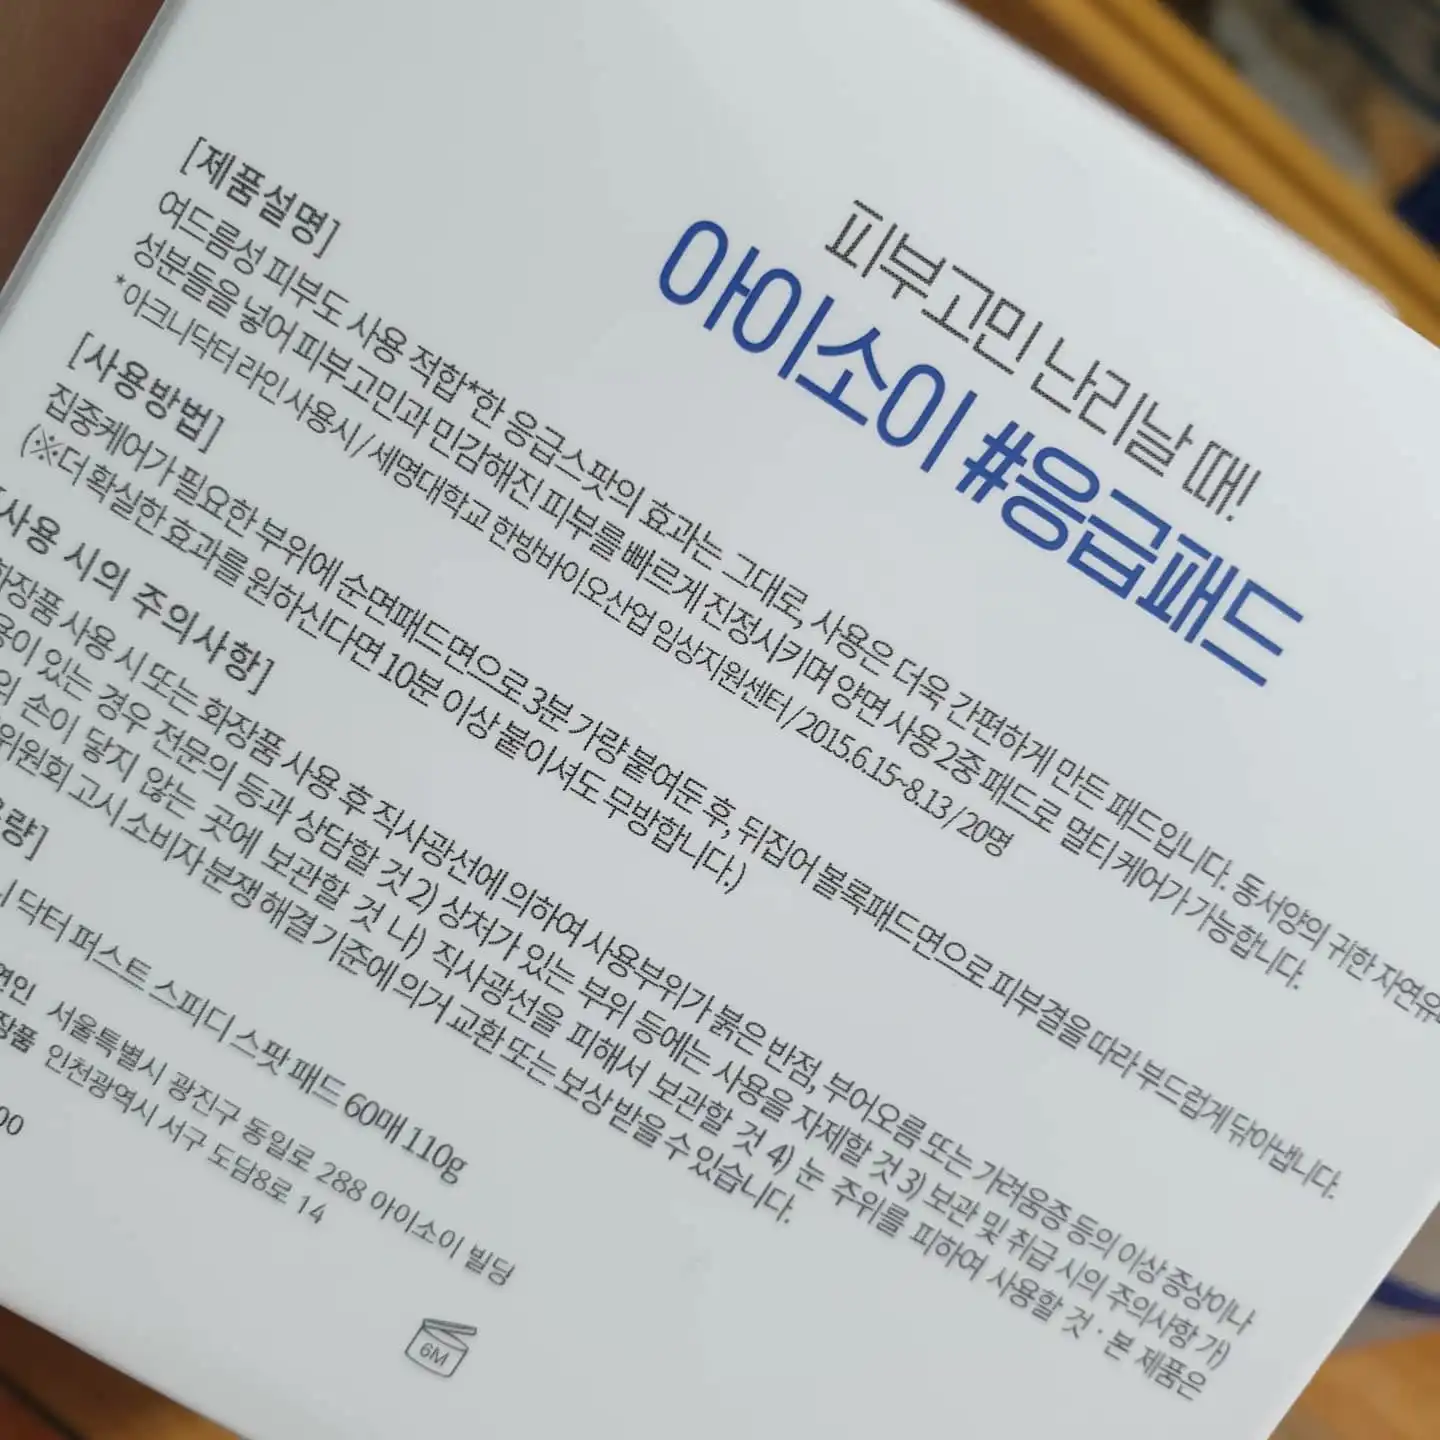 피부고민 난리날 때!
아이소이 #응급패드
[제품설명]
여드름성 피부도 사용 적합*한 응급스팟의 효과는 그대로, 사용은 더욱 간편하게 만든 패드입니다. 동서양의 귀한 자연유래
성분들을 넣어 피부고민과 민감해진 피부를 빠르게 진정시키며 양면 사용 2중 패드로 멀티케어가 가능합니다.
*아크니닥터 라인 사용시 / 세명대학교 한방바이오산업 임상지원센터 / 2015.6.15~8.13 / 20명
[사용방법]
집중케어가 필요한 부위에 순면패드면으로 3분 가량 붙여둔 후, 뒤집어 볼록패드면으로 피부결을 따라 부드럽게 닦아냅니다.
(※더 확실한 효과를 원하신다면 10분 이상 붙이셔도 무방합니다.)
사용 시의 주의사항]
화장품 사용 시 또는 화장품 사용 후 직사광선에 의하여 사용부위가 붉은 반점, 부어오름 또는 가려움증 등의 이상 증상이나
있는 경우 전문의 등과 상담할 것 2) 상처가 있는 부위 등에는 사용을 자제할 것 3) 보관 및 취급 시의 주의사항 가)
손이 닿지 않는 곳에 보관할 것 나) 직사광선을 피해서 보관할 것 4) 눈 주위를 피하여 사용할 것 · 본 제품은
위원회 고시 소비자 분쟁 해결 기준에 의거 교환 또는 보상 받을 수 있습니다.
량]
닥터 퍼스트 스피디 스팟 패드 60매 110g
서울특별시 광진구 동일로 288 아이소이 빌딩
인천광역시 서구 도담8로 14
00
6M